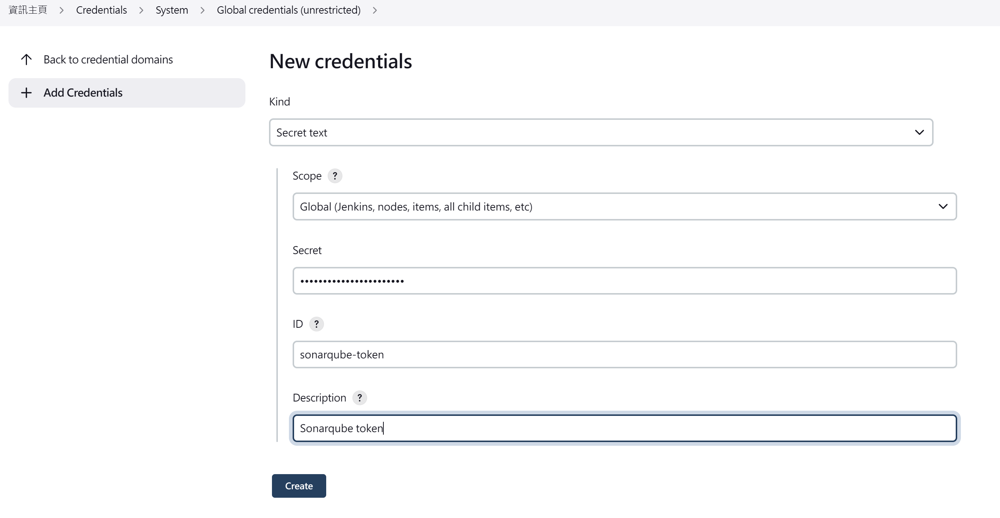 資訊主頁 > Credentials > System > Global credentials (unrestricted) >
Back to credential domains
Add Credentials
New credentials
Kind
Secret text
Scope ?
Global (Jenkins, nodes, items, all child items, etc)
Secret
•••••••••••••••••••••••
ID ?
sonarqube-token
Description ?
Sonarqube token
Create